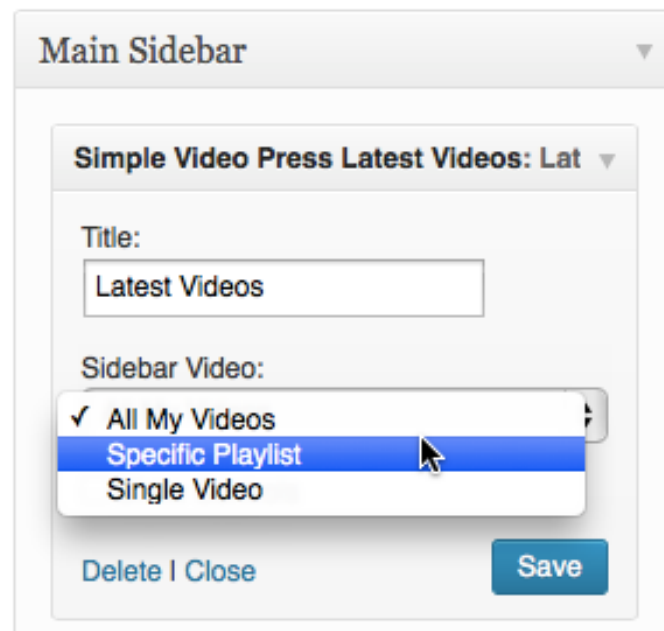 Main Sidebar
Simple Video Press Latest Videos: Lat
Title:
Latest Videos
Sidebar Video:
✓ All My Videos
Specific Playlist
Single Video
Delete | Close
Save